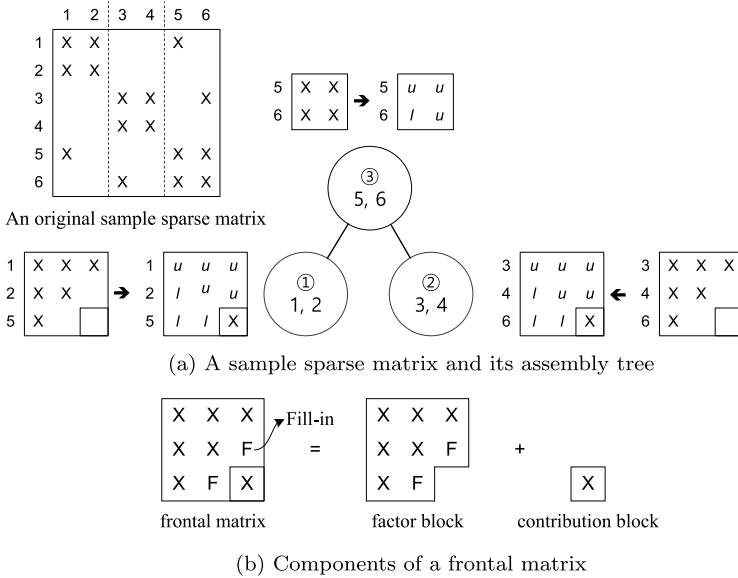 1 2 3 4 5 6
1 X X X
2 X X
3 X X X
4 X X
5 X X X
6 X X X
An original sample sparse matrix
5 X X ➔ 5 u u
6 X X 6 l u
③
5, 6
①
1, 2
②
3, 4
1 X X X 1 u u u
2 X X ➔ 2 l u u
5 X 5 l l X
3 u u u 3 X X X
4 l u u ← 4 X X
6 l l X 6 X
(a) A sample sparse matrix and its assembly tree
X X X Fill-in X X X
X X F = X X F +
X F X X F X
frontal matrix factor block contribution block
(b) Components of a frontal matrix